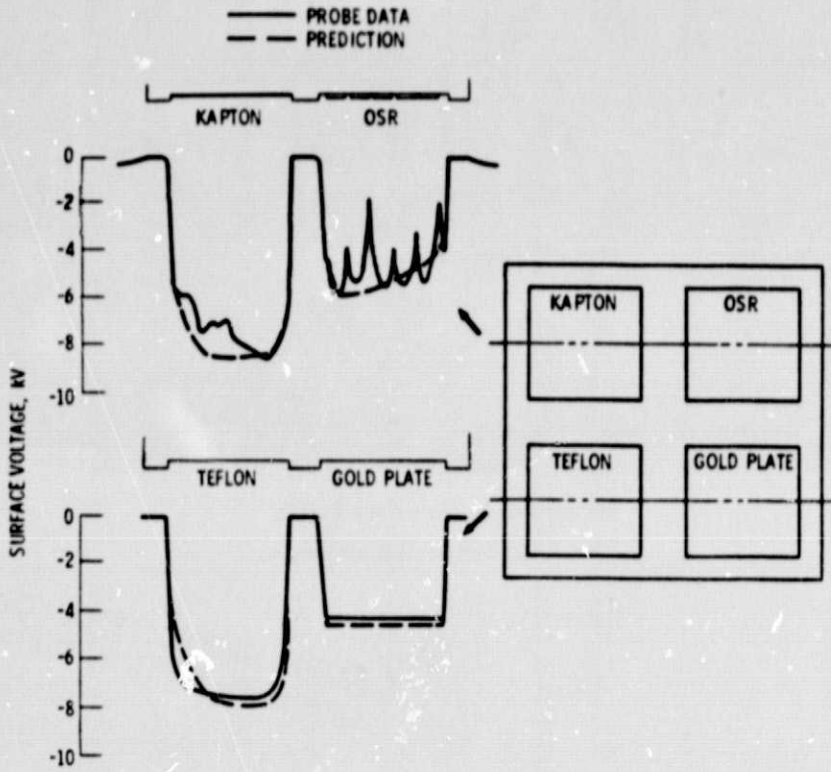 PROBE DATA
PREDICTION
KAPTON OSR
0
-2
-4
-6
-8
-10
SURFACE VOLTAGE, kV
TEFLON GOLD PLATE
0
-2
-4
-6
-8
-10
KAPTON OSR
TEFLON GOLD PLATE